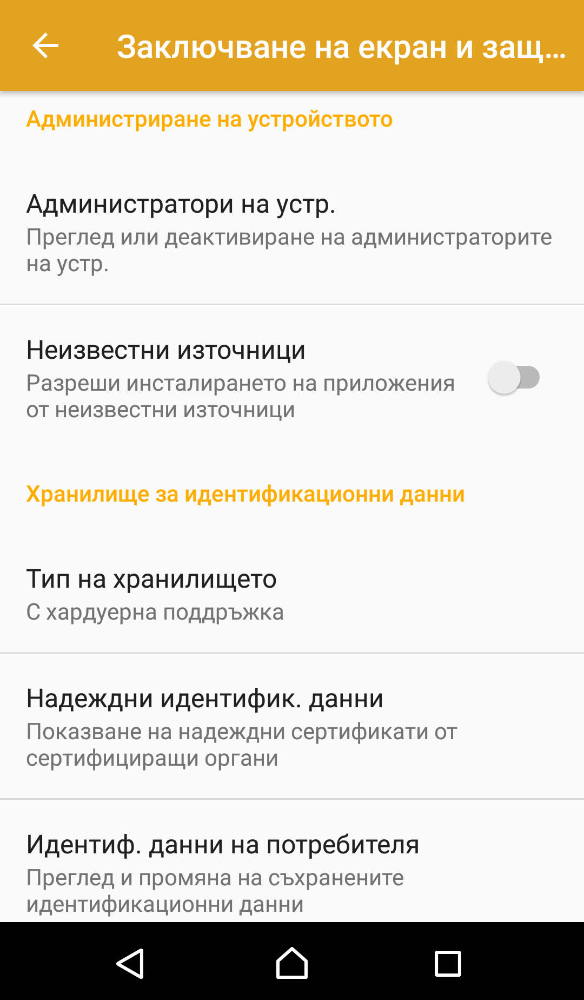 Заключване на екран и защ...
Администриране на устройството
Администратори на устр.
Преглед или деактивиране на администраторите
на устр.
Неизвестни източници
Разреши инсталирането на приложения
от неизвестни източници
Хранилище за идентификационни данни
Тип на хранилището
С хардуерна поддръжка
Надеждни идентифик. данни
Показване на надеждни сертификати от
сертифициращи органи
Идентиф. данни на потребителя
Преглед и промяна на съхранените
идентификационни данни